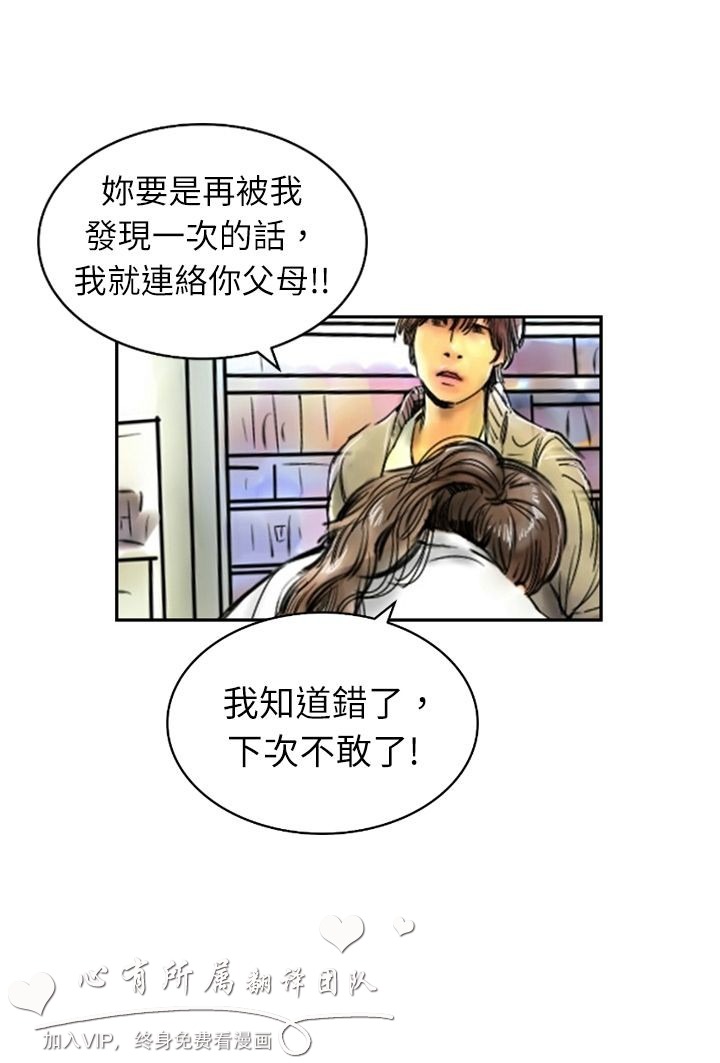 妳要是再被我
發現一次的話，
我就連絡你父母!!
我知道錯了，
下次不敢了!
心有所属翻译团队
加入VIP，终身免费看漫画